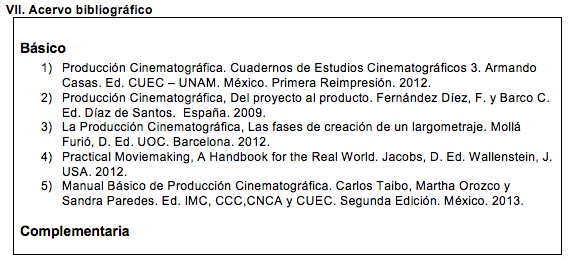 VII. Acervo bibliográfico
Básico
1) Producción Cinematográfica. Cuadernos de Estudios Cinematográficos 3. Armando
Casas. Ed. CUEC – UNAM. México. Primera Reimpresión. 2012.
2) Producción Cinematográfica, Del proyecto al producto. Fernández Díez, F. y Barco C.
Ed. Díaz de Santos. España. 2009.
3) La Producción Cinematográfica, Las fases de creación de un largometraje. Mollá
Furió, D. Ed. UOC. Barcelona. 2012.
4) Practical Moviemaking, A Handbook for the Real World. Jacobs, D. Ed. Wallenstein, J.
USA. 2012.
5) Manual Básico de Producción Cinematográfica. Carlos Taibo, Martha Orozco y
Sandra Paredes. Ed. IMC, CCC,CNCA y CUEC. Segunda Edición. México. 2013.
Complementaria